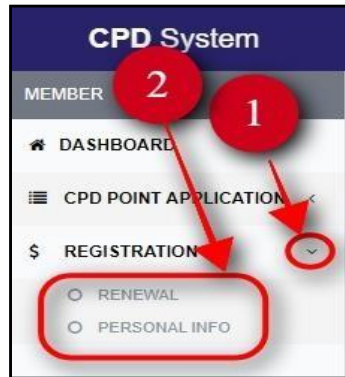 CPD System
MEMBER
2
1
DASHBOARD
CPD POINT APPLICATION
$ REGISTRATION
RENEWAL
PERSONAL INFO